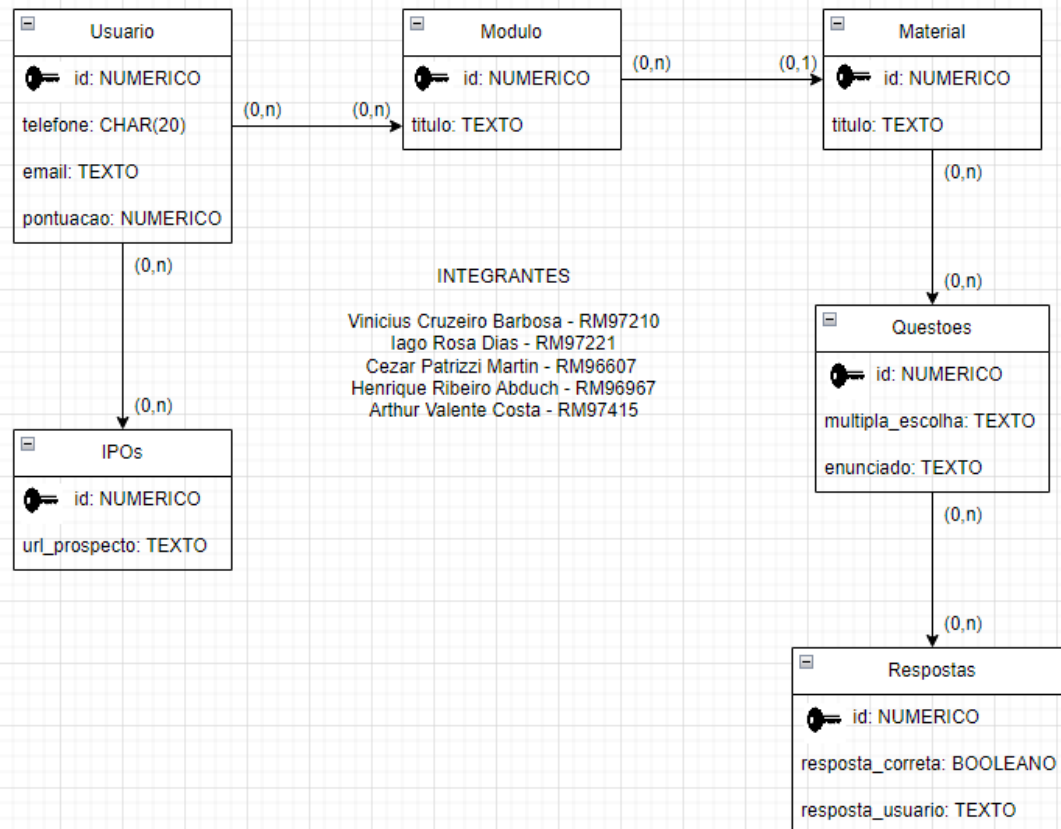 Usuario
id: NUMERICO
telefone: CHAR(20)
email: TEXTO
pontuacao: NUMERICO
(0,n)
(0,n)
Modulo
id: NUMERICO
titulo: TEXTO
(0,n)
(0,1)
Material
id: NUMERICO
titulo: TEXTO
(0,n)
(0,n)
(0,n)
(0,n)
IPOs
id: NUMERICO
url_prospecto: TEXTO
INTEGRANTES
Vinicius Cruzeiro Barbosa - RM97210
Iago Rosa Dias - RM97221
Cezar Patrizzi Martin - RM96607
Henrique Ribeiro Abduch - RM96967
Arthur Valente Costa - RM97415
Questoes
id: NUMERICO
multipla_escolha: TEXTO
enunciado: TEXTO
(0,n)
(0,n)
Respostas
id: NUMERICO
resposta_correta: BOOLEANO
resposta_usuario: TEXTO